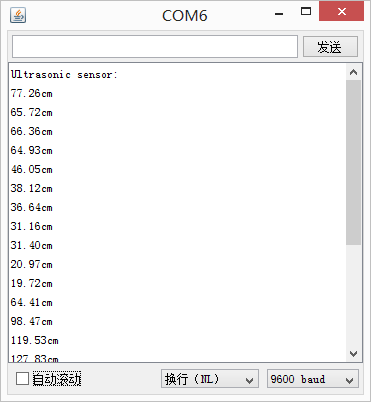 COM6
发送
Ultrasonic sensor:
77.26cm
65.72cm
66.36cm
64.93cm
46.05cm
38.12cm
36.64cm
31.16cm
31.40cm
20.97cm
19.72cm
64.41cm
98.47cm
119.53cm
127.83cm
自动滚动
换行（NL）
9600 baud